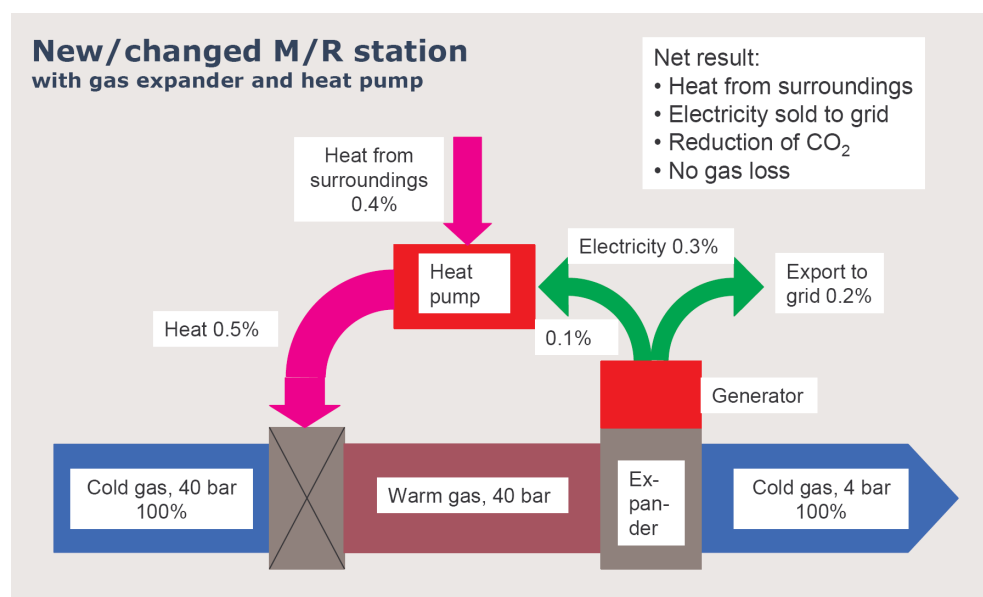 New/changed M/R station
with gas expander and heat pump
Net result:
• Heat from surroundings
• Electricity sold to grid
• Reduction of CO₂
• No gas loss
Heat from
surroundings
0.4%
Heat
pump
Electricity 0.3%
Export to
grid 0.2%
Heat 0.5%
0.1%
Generator
Cold gas, 40 bar
100%
Warm gas, 40 bar
Ex-
pan-
der
Cold gas, 4 bar
100%